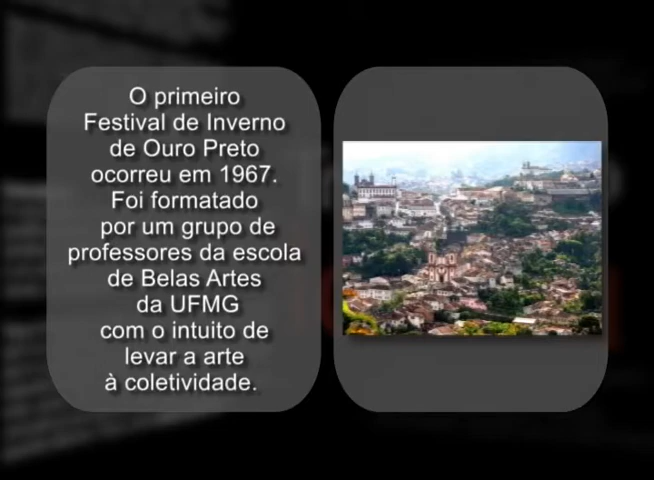 O primeiro
Festival de Inverno
de Ouro Preto
ocorreu em 1967.
Foi formatado
por um grupo de
professores da escola
de Belas Artes
da UFMG
com o intuito de
levar a arte
à coletividade.